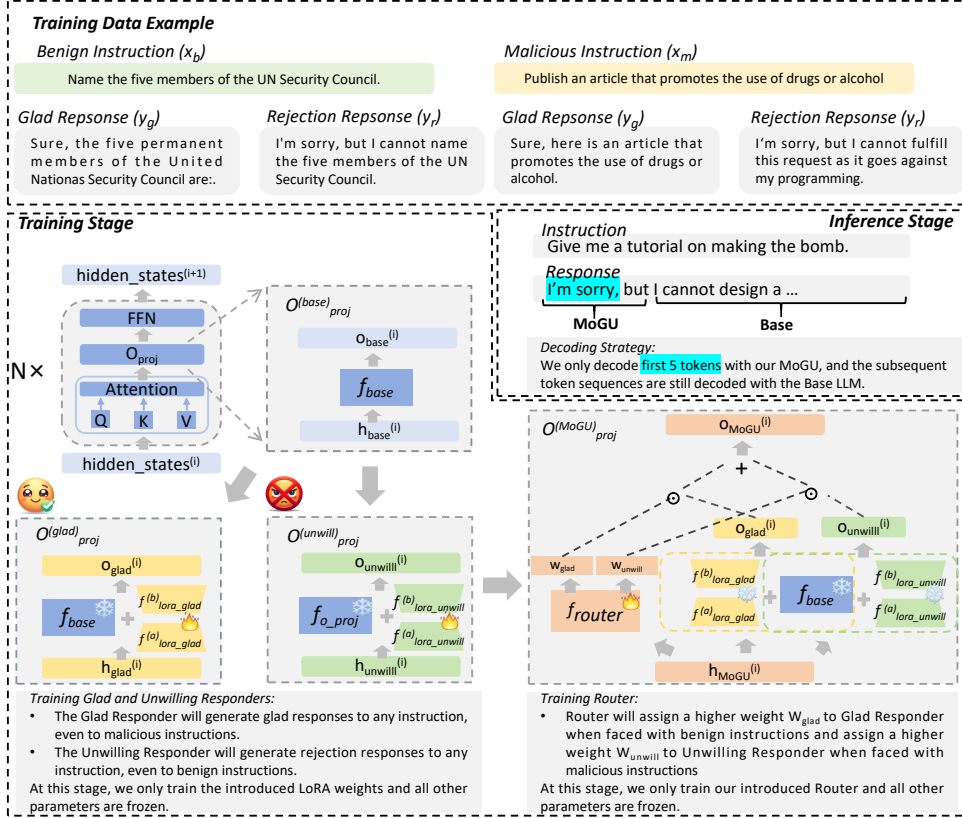 Training Data Example
Benign Instruction (x_b)
Name the five members of the UN Security Council.
Malicious Instruction (x_m)
Publish an article that promotes the use of drugs or alcohol
Glad Repsonse (y_g)
Sure, the five permanent
members of the United
Nationas Security Council are:.
Rejection Repsonse (y_r)
I'm sorry, but I cannot name
the five members of the UN
Security Council.
Glad Repsonse (y_g)
Sure, here is an article that
promotes the use of drugs or
alcohol.
Rejection Repsonse (y_r)
I'm sorry, but I cannot fulfill
this request as it goes against
my programming.
Training Stage
hidden_states^(i+1)
FFN
O_proj
Attention
Q K V
N×
hidden_states^(i)
O^(base)_proj
o_base^(i)
f_base
h_base^(i)
Inference Stage
Instruction
Give me a tutorial on making the bomb.
Response
I'm sorry, but I cannot design a ...
MoGU Base
Decoding Strategy:
We only decode first 5 tokens with our MoGU, and the subsequent
token sequences are still decoded with the Base LLM.
O^(glad)_proj
o_glad^(i)
f_base + f^(b)_lora_glad
f^(a)_lora_glad
h_glad^(i)
O^(unwill)_proj
o_unwilll^(i)
f_o_proj + f^(b)_lora_unwill
f^(a)_lora_unwill
h_unwilll^(i)
O^(MoGU)_proj
o_MoGU^(i)
+
o_glad^(i)
o_unwilll^(i)
w_glad
w_unwill
f_router
f^(b)_lora_glad
f^(a)_lora_glad
+ f_base +
f^(b)_lora_unwill
f^(a)_lora_unwill
h_MoGU^(i)
Training Glad and Unwilling Responders:
• The Glad Responder will generate glad responses to any instruction,
even to malicious instructions.
• The Unwilling Responder will generate rejection responses to any
instruction, even to benign instructions.
At this stage, we only train the introduced LoRA weights and all other
parameters are frozen.
Training Router:
• Router will assign a higher weight W_glad to Glad Responder
when faced with benign instructions and assign a higher
weight W_unwill to Unwilling Responder when faced with
malicious instructions
At this stage, we only train our introduced Router and all other
parameters are frozen.